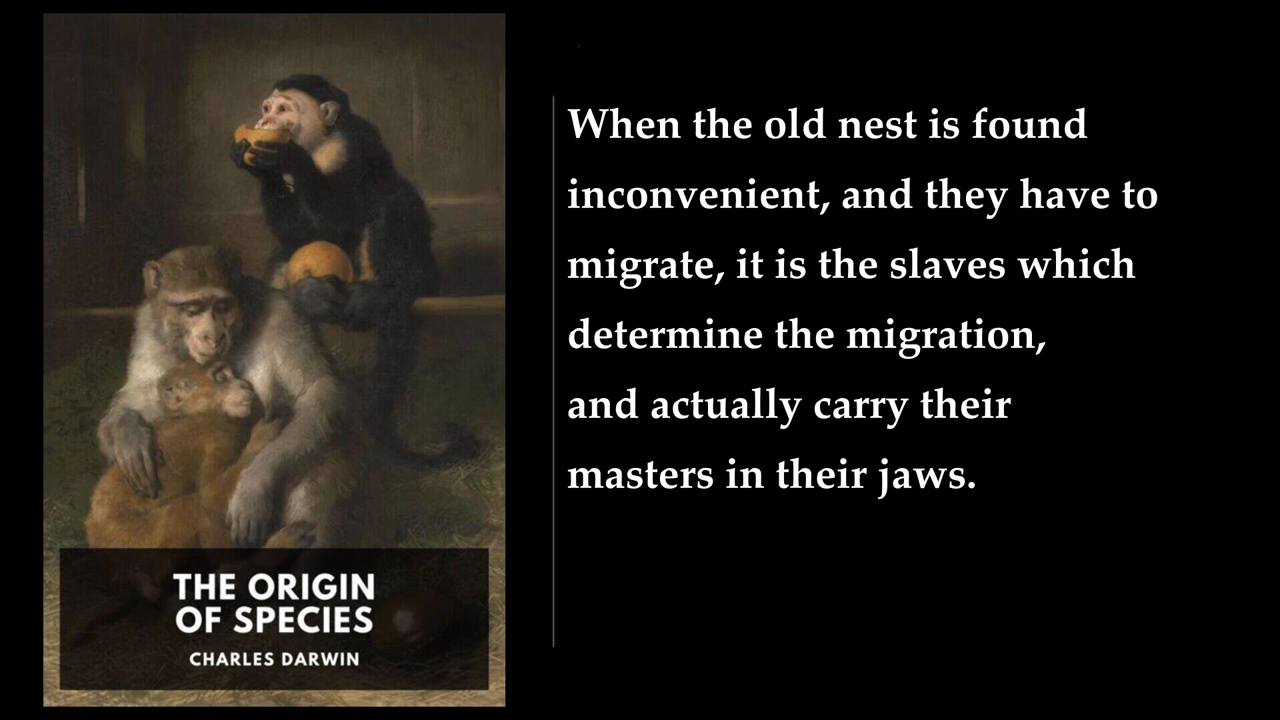 When the old nest is found
inconvenient, and they have to
migrate, it is the slaves which
determine the migration,
and actually carry their
masters in their jaws.
THE ORIGIN
OF SPECIES
CHARLES DARWIN